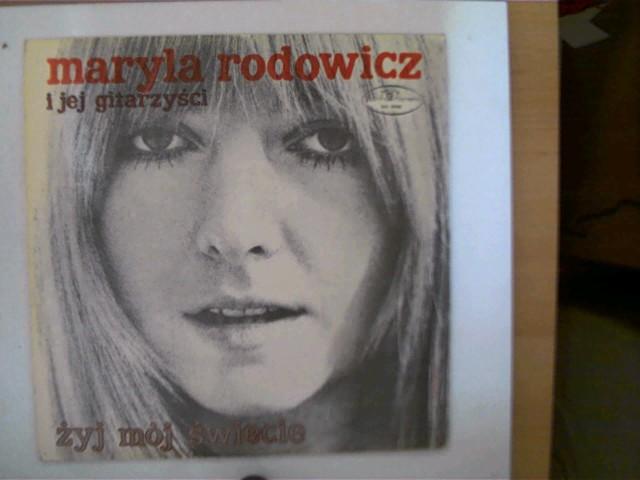 maryla rodowicz
i jej gitarzyści
żyj mój świecie